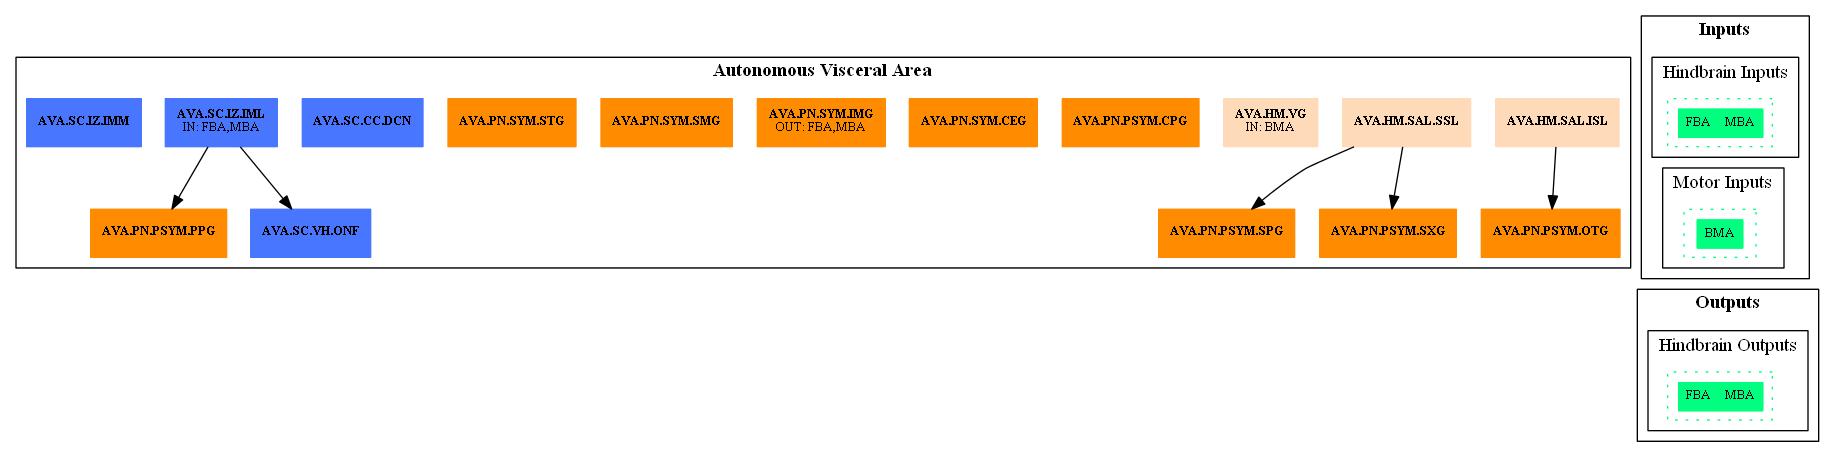 Inputs
Autonomous Visceral Area
Hindbrain Inputs
AVA.SC.IZ.IMM
AVA.SC.IZ.IML
IN: FBA,MBA
AVA.SC.CC.DCN
AVA.PN.SYM.STG
AVA.PN.SYM.SMG
AVA.PN.SYM.IMG
OUT: FBA,MBA
AVA.PN.SYM.CEG
AVA.PN.PSYM.CPG
AVA.HM.VG
IN: BMA
AVA.HM.SAL.SSL
AVA.HM.SAL.ISL
FBA MBA
Motor Inputs
AVA.PN.PSYM.PPG
AVA.SC.VH.ONF
AVA.PN.PSYM.SPG
AVA.PN.PSYM.SXG
AVA.PN.PSYM.OTG
BMA
Outputs
Hindbrain Outputs
FBA MBA